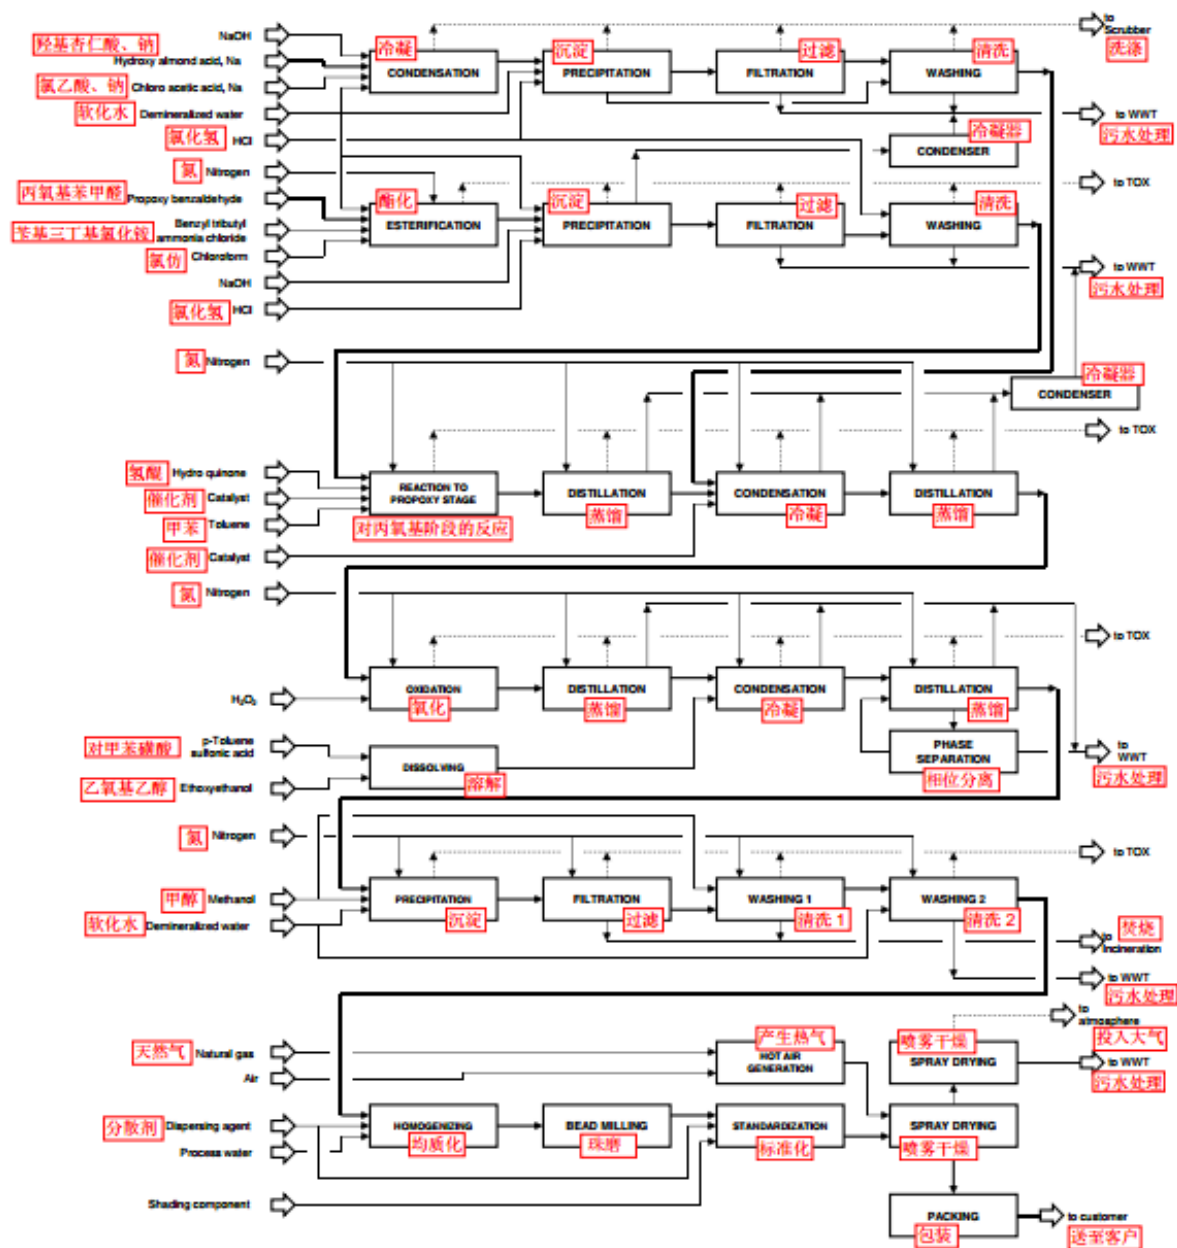 to
Scrubber
洗涤
NaOH
羟基杏仁酸、钠
Hydroxy almond acid, Na
氯乙酸、钠
Chloro acetic acid, Na
软化水
Demineralized water
氯化氢
HCl
冷凝
CONDENSATION
沉淀
PRECIPITATION
过滤
FILTRATION
清洗
WASHING
to WWT
污水处理
冷凝器
CONDENSER
氮
Nitrogen
丙氧基苯甲醛
Propoxy benzaldehyde
苄基三丁基氯化铵
Benzyl tributyl
ammonia chloride
氯仿
Chloroform
NaOH
氯化氢
HCl
酯化
ESTERIFICATION
沉淀
PRECIPITATION
过滤
FILTRATION
清洗
WASHING
to TOX
to WWT
污水处理
氮
Nitrogen
冷凝器
CONDENSER
to TOX
氢醌
Hydro quinone
催化剂
Catalyst
甲苯
Toluene
催化剂
Catalyst
REACTION TO
PROPOXY STAGE
对丙氧基阶段的反应
DISTILLATION
蒸馏
CONDENSATION
冷凝
DISTILLATION
蒸馏
氮
Nitrogen
to TOX
H₂O₂
OXIDATION
氧化
DISTILLATION
蒸馏
CONDENSATION
冷凝
DISTILLATION
蒸馏
对甲苯磺酸
p-Toluene
sulfonic acid
乙氧基乙醇
Ethoxyethanol
DISSOLVING
溶解
PHASE
SEPARATION
相位分离
to
WWT
污水处理
氮
Nitrogen
to TOX
甲醇
Methanol
软化水
Demineralized water
PRECIPITATION
沉淀
FILTRATION
过滤
WASHING 1
清洗 1
WASHING 2
清洗 2
to
Incineration
焚烧
to WWT
污水处理
天然气
Natural gas
Air
产生热气
HOT AIR
GENERATION
喷雾干燥
SPRAY DRYING
to
atmosphere
投入大气
to WWT
污水处理
分散剂
Dispersing agent
Process water
Shading component
HOMOGENIZING
均质化
BEAD MILLING
珠磨
STANDARDIZATION
标准化
SPRAY DRYING
喷雾干燥
PACKING
包装
to customer
送至客户